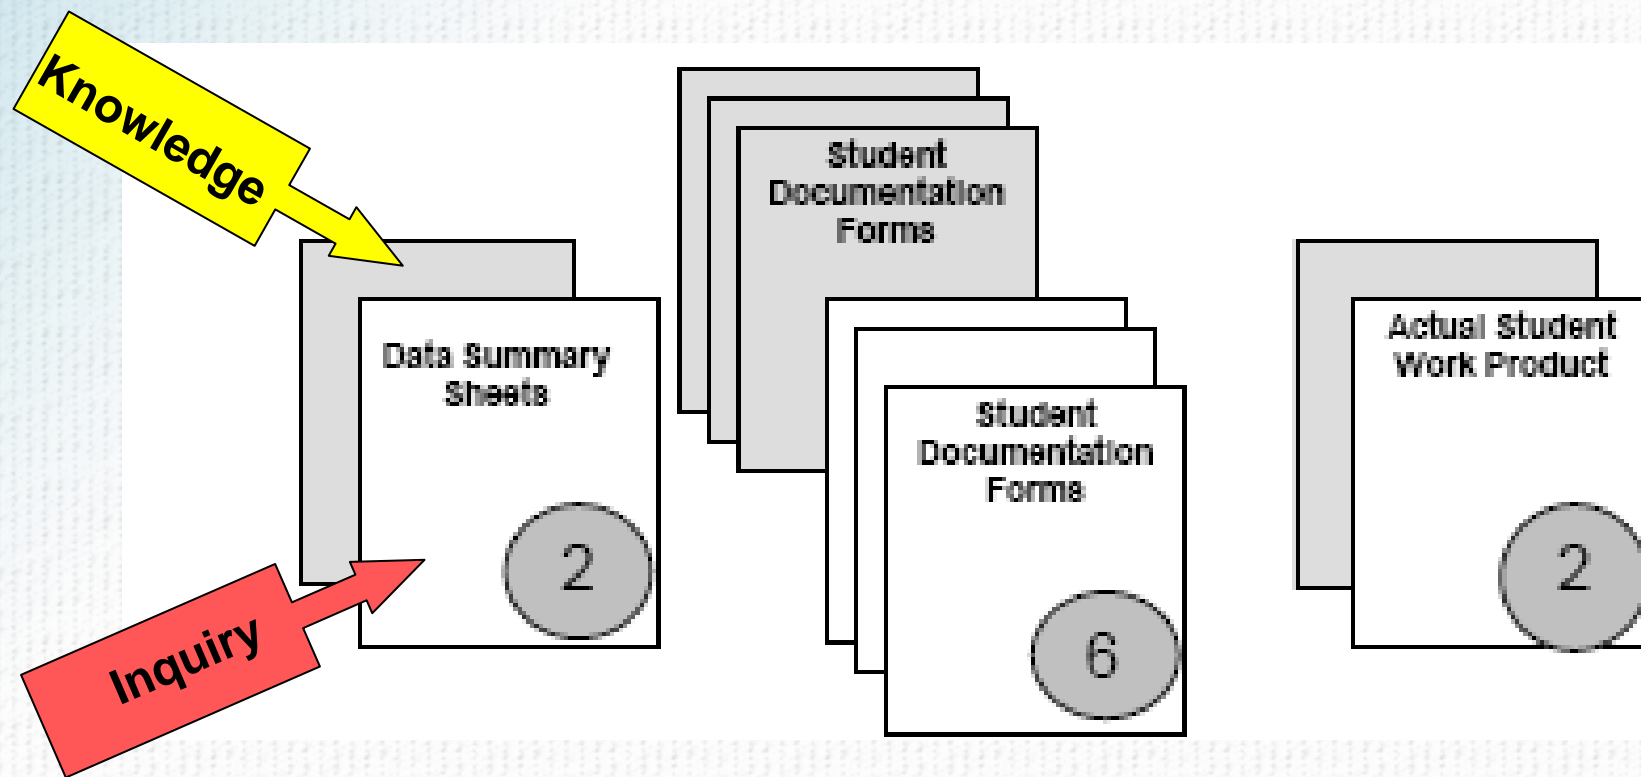 Knowledge
Student
Documentation
Forms
Data Summary
Sheets
2
Inquiry
Student
Documentation
Forms
6
Actual Student
Work Product
2